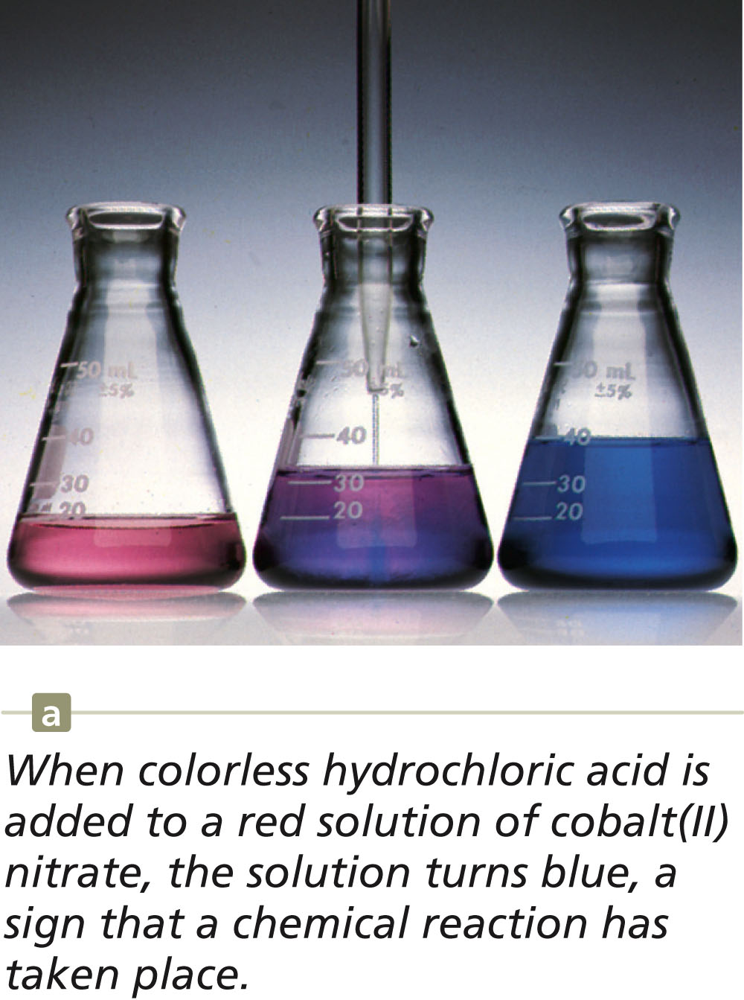 50 mL
±5%
40
30
20
50 mL
5%
40
30
20
50 mL
±5%
40
30
20
a
When colorless hydrochloric acid is
added to a red solution of cobalt(II)
nitrate, the solution turns blue, a
sign that a chemical reaction has
taken place.